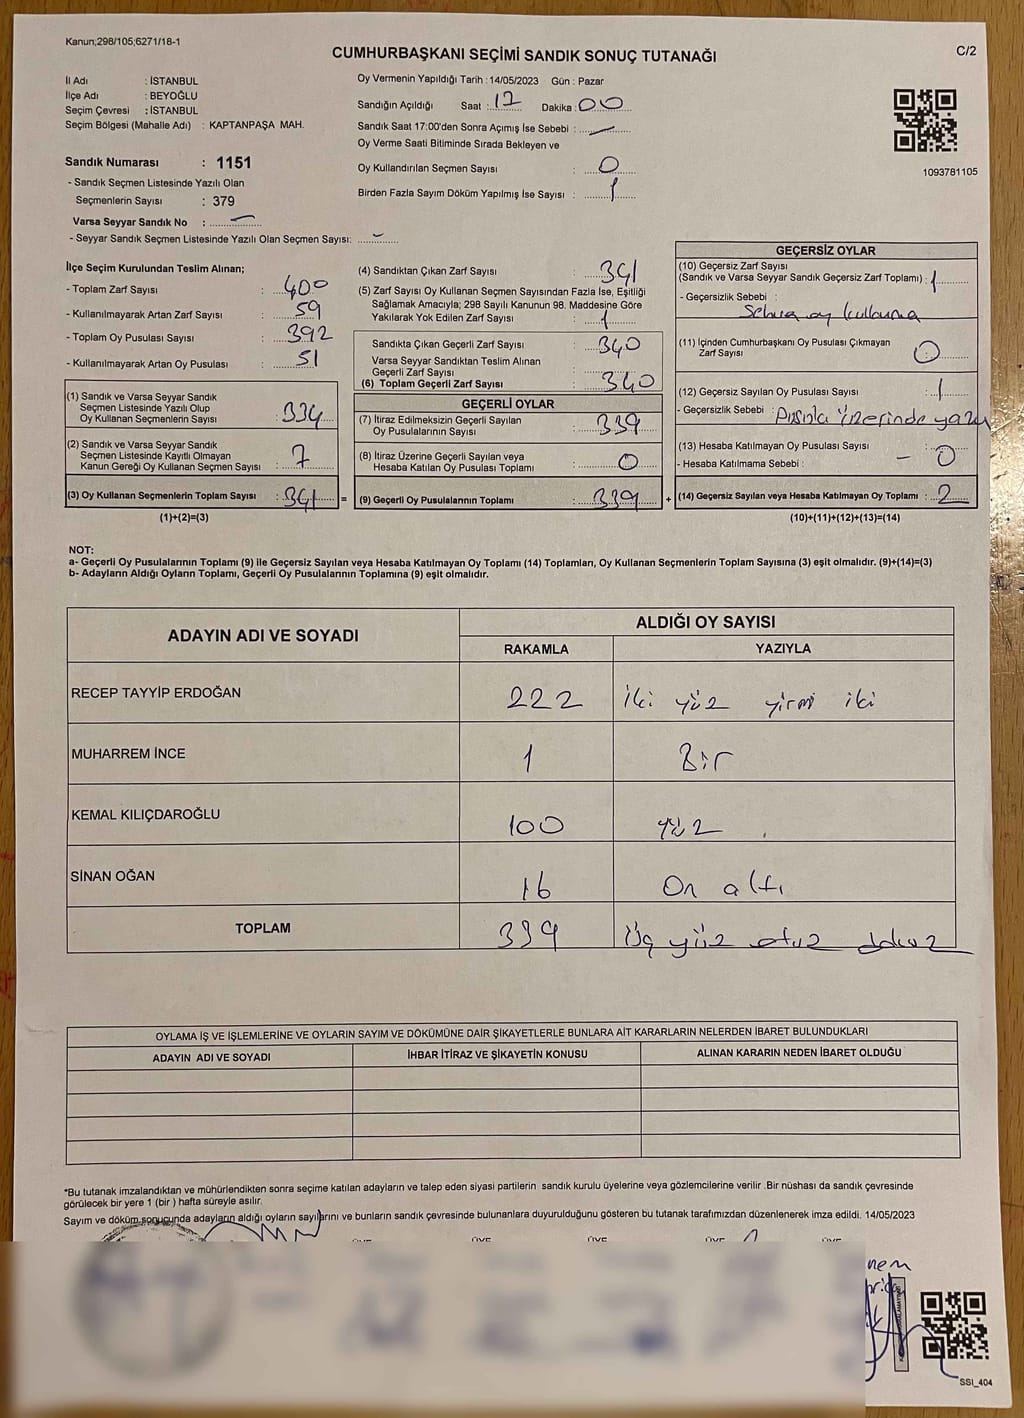 Kanun;298/105;6271/18-1
C/2
CUMHURBAŞKANI SEÇİMİ SANDIK SONUÇ TUTANAĞI
İl Adı : İSTANBUL
İlçe Adı : BEYOĞLU
Seçim Çevresi : İSTANBUL
Seçim Bölgesi (Mahalle Adı) : KAPTANPAŞA MAH.
Sandık Numarası : 1151
- Sandık Seçmen Listesinde Yazılı Olan
Seçmenlerin Sayısı : 379
Varsa Seyyar Sandık No :
- Seyyar Sandık Seçmen Listesinde Yazılı Olan Seçmen Sayısı:
Oy Vermenin Yapıldığı Tarih : 14/05/2023 Gün : Pazar
Sandığın Açıldığı Saat : 17 Dakika : 00
Sandık Saat 17:00'den Sonra Açımış İse Sebebi :
Oy Verme Saati Bitiminde Sırada Bekleyen ve
Oy Kullandırılan Seçmen Sayısı : 0
Birden Fazla Sayım Döküm Yapılmış İse Sayısı : 1
1093781105
İlçe Seçim Kurulundan Teslim Alınan;
- Toplam Zarf Sayısı : 400
- Kullanılmayarak Artan Zarf Sayısı : 59
- Toplam Oy Pusulası Sayısı : 392
- Kullanılmayarak Artan Oy Pusulası : 51
(1) Sandık ve Varsa Seyyar Sandık
Seçmen Listesinde Yazılı Olup
Oy Kullanan Seçmenlerin Sayısı : 334
(2) Sandık ve Varsa Seyyar Sandık
Seçmen Listesinde Kayıtlı Olmayan
Kanun Gereği Oy Kullanan Seçmen Sayısı : 7
(3) Oy Kullanan Seçmenlerin Toplam Sayısı : 341 =
(1)+(2)=(3)
(4) Sandıktan Çıkan Zarf Sayısı : 341
(5) Zarf Sayısı Oy Kullanan Seçmen Sayısından Fazla İse, Eşitliği
Sağlamak Amacıyla; 298 Sayılı Kanunun 98. Maddesine Göre
Yakılarak Yok Edilen Zarf Sayısı : 1
Sandıkta Çıkan Geçerli Zarf Sayısı : 340
Varsa Seyyar Sandıktan Teslim Alınan
Geçerli Zarf Sayısı :
(6) Toplam Geçerli Zarf Sayısı : 340
GEÇERLİ OYLAR
(7) İtiraz Edilmeksizin Geçerli Sayılan
Oy Pusulalarının Sayısı : 339
(8) İtiraz Üzerine Geçerli Sayılan veya
Hesaba Katılan Oy Pusulası Toplamı : 0
(9) Geçerli Oy Pusulalarının Toplamı : 339 +
GEÇERSİZ OYLAR
(10) Geçersiz Zarf Sayısı
(Sandık ve Varsa Seyyar Sandık Geçersiz Zarf Toplamı) : 1
- Geçersizlik Sebebi :
oy kullanma
(11) İçinden Cumhurbaşkanı Oy Pusulası Çıkmayan
Zarf Sayısı : 0
(12) Geçersiz Sayılan Oy Pusulası Sayısı : 1
- Geçersizlik Sebebi : Pusula üzerinde yazı
(13) Hesaba Katılmayan Oy Pusulası Sayısı : 0
- Hesaba Katılmama Sebebi : -
(14) Geçersiz Sayılan veya Hesaba Katılmayan Oy Toplamı : 2
(10)+(11)+(12)+(13)=(14)
NOT:
a- Geçerli Oy Pusulalarının Toplamı (9) ile Geçersiz Sayılan veya Hesaba Katılmayan Oy Toplamı (14) Toplamları, Oy Kullanan Seçmenlerin Toplam Sayısına (3) eşit olmalıdır. (9)+(14)=(3)
b- Adayların Aldığı Oyların Toplamı, Geçerli Oy Pusulalarının Toplamına (9) eşit olmalıdır.
ADAYIN ADI VE SOYADI
ALDIĞI OY SAYISI
RAKAMLA YAZIYLA
RECEP TAYYİP ERDOĞAN 222 iki yüz yirmi iki
MUHARREM İNCE 1 Bir
KEMAL KILIÇDAROĞLU 100 yüz
SİNAN OĞAN 16 On altı
TOPLAM 339 Üç yüz otuz dokuz
OYLAMA İŞ VE İŞLEMLERİNE VE OYLARIN SAYIM VE DÖKÜMÜNE DAİR ŞİKAYETLERLE BUNLARA AİT KARARLARIN NELERDEN İBARET BULUNDUKLARI
ADAYIN ADI VE SOYADI İHBAR İTİRAZ VE ŞİKAYETİN KONUSU ALINAN KARARIN NEDEN İBARET OLDUĞU
*Bu tutanak imzalandıktan ve mühürlendikten sonra seçime katılan adayların ve talep eden siyasi partilerin sandık kurulu üyelerine veya gözlemcilerine verilir .Bir nüshası da sandık çevresinde
görülecek bir yere 1 (bir ) hafta süreyle asılır.
Sayım ve döküm sonucunda adayların aldığı oyların sayılarını ve bunların sandık çevresinde bulunanlara duyurulduğunu gösteren bu tutanak tarafımızdan düzenlenerek imza edildi. 14/05/2023
ÜYE ÜYE ÜYE ÜYE ÜYE
SSİ_404